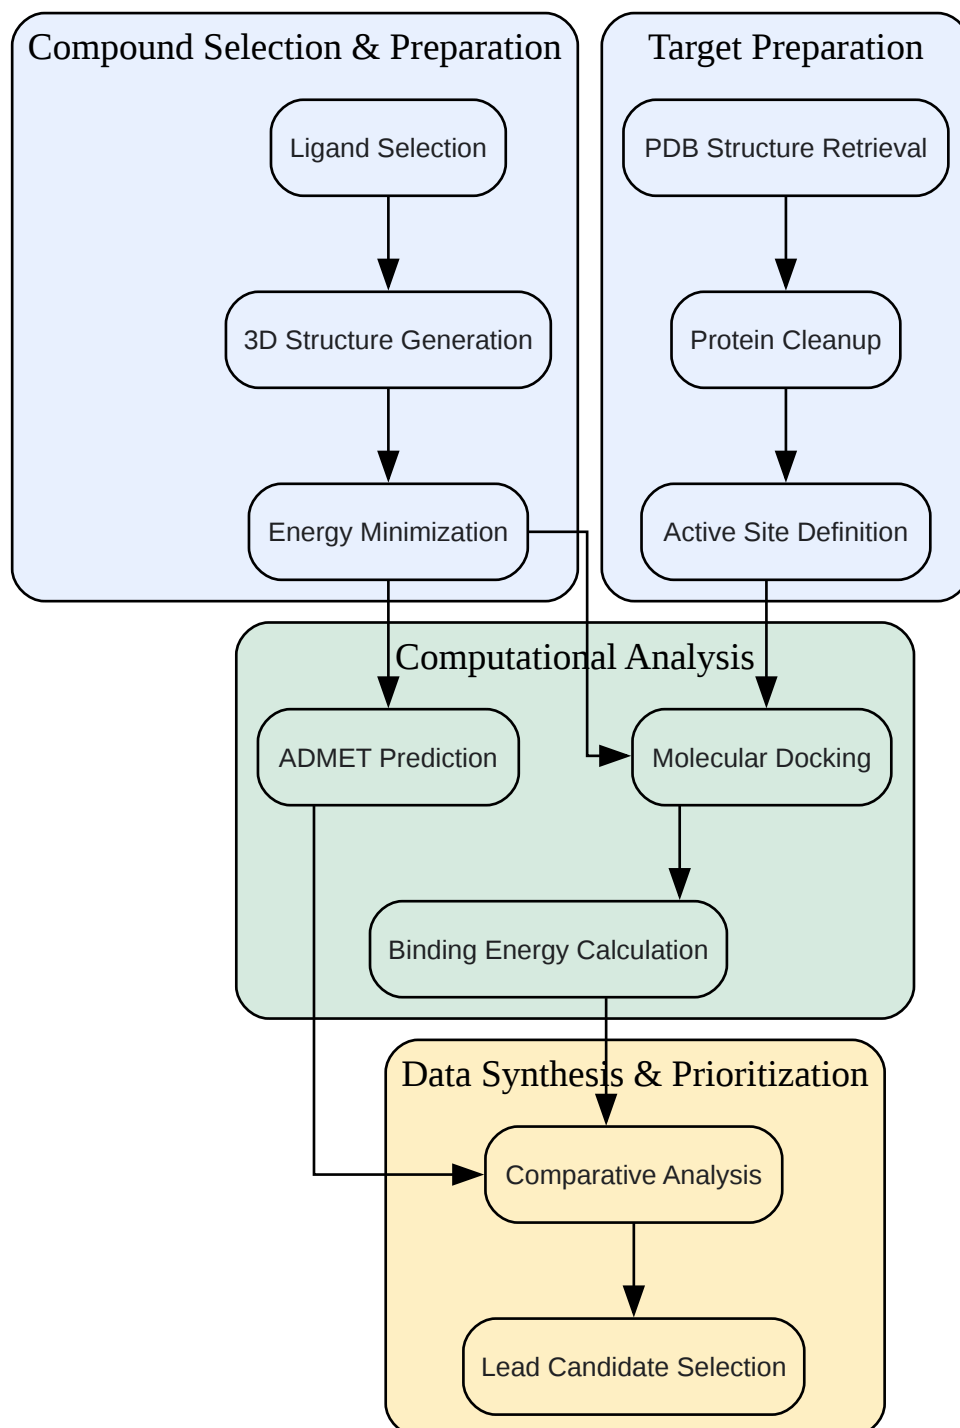 Compound Selection & Preparation
Target Preparation
Ligand Selection
PDB Structure Retrieval
3D Structure Generation
Protein Cleanup
Energy Minimization
Active Site Definition
Computational Analysis
ADMET Prediction
Molecular Docking
Binding Energy Calculation
Data Synthesis & Prioritization
Comparative Analysis
Lead Candidate Selection